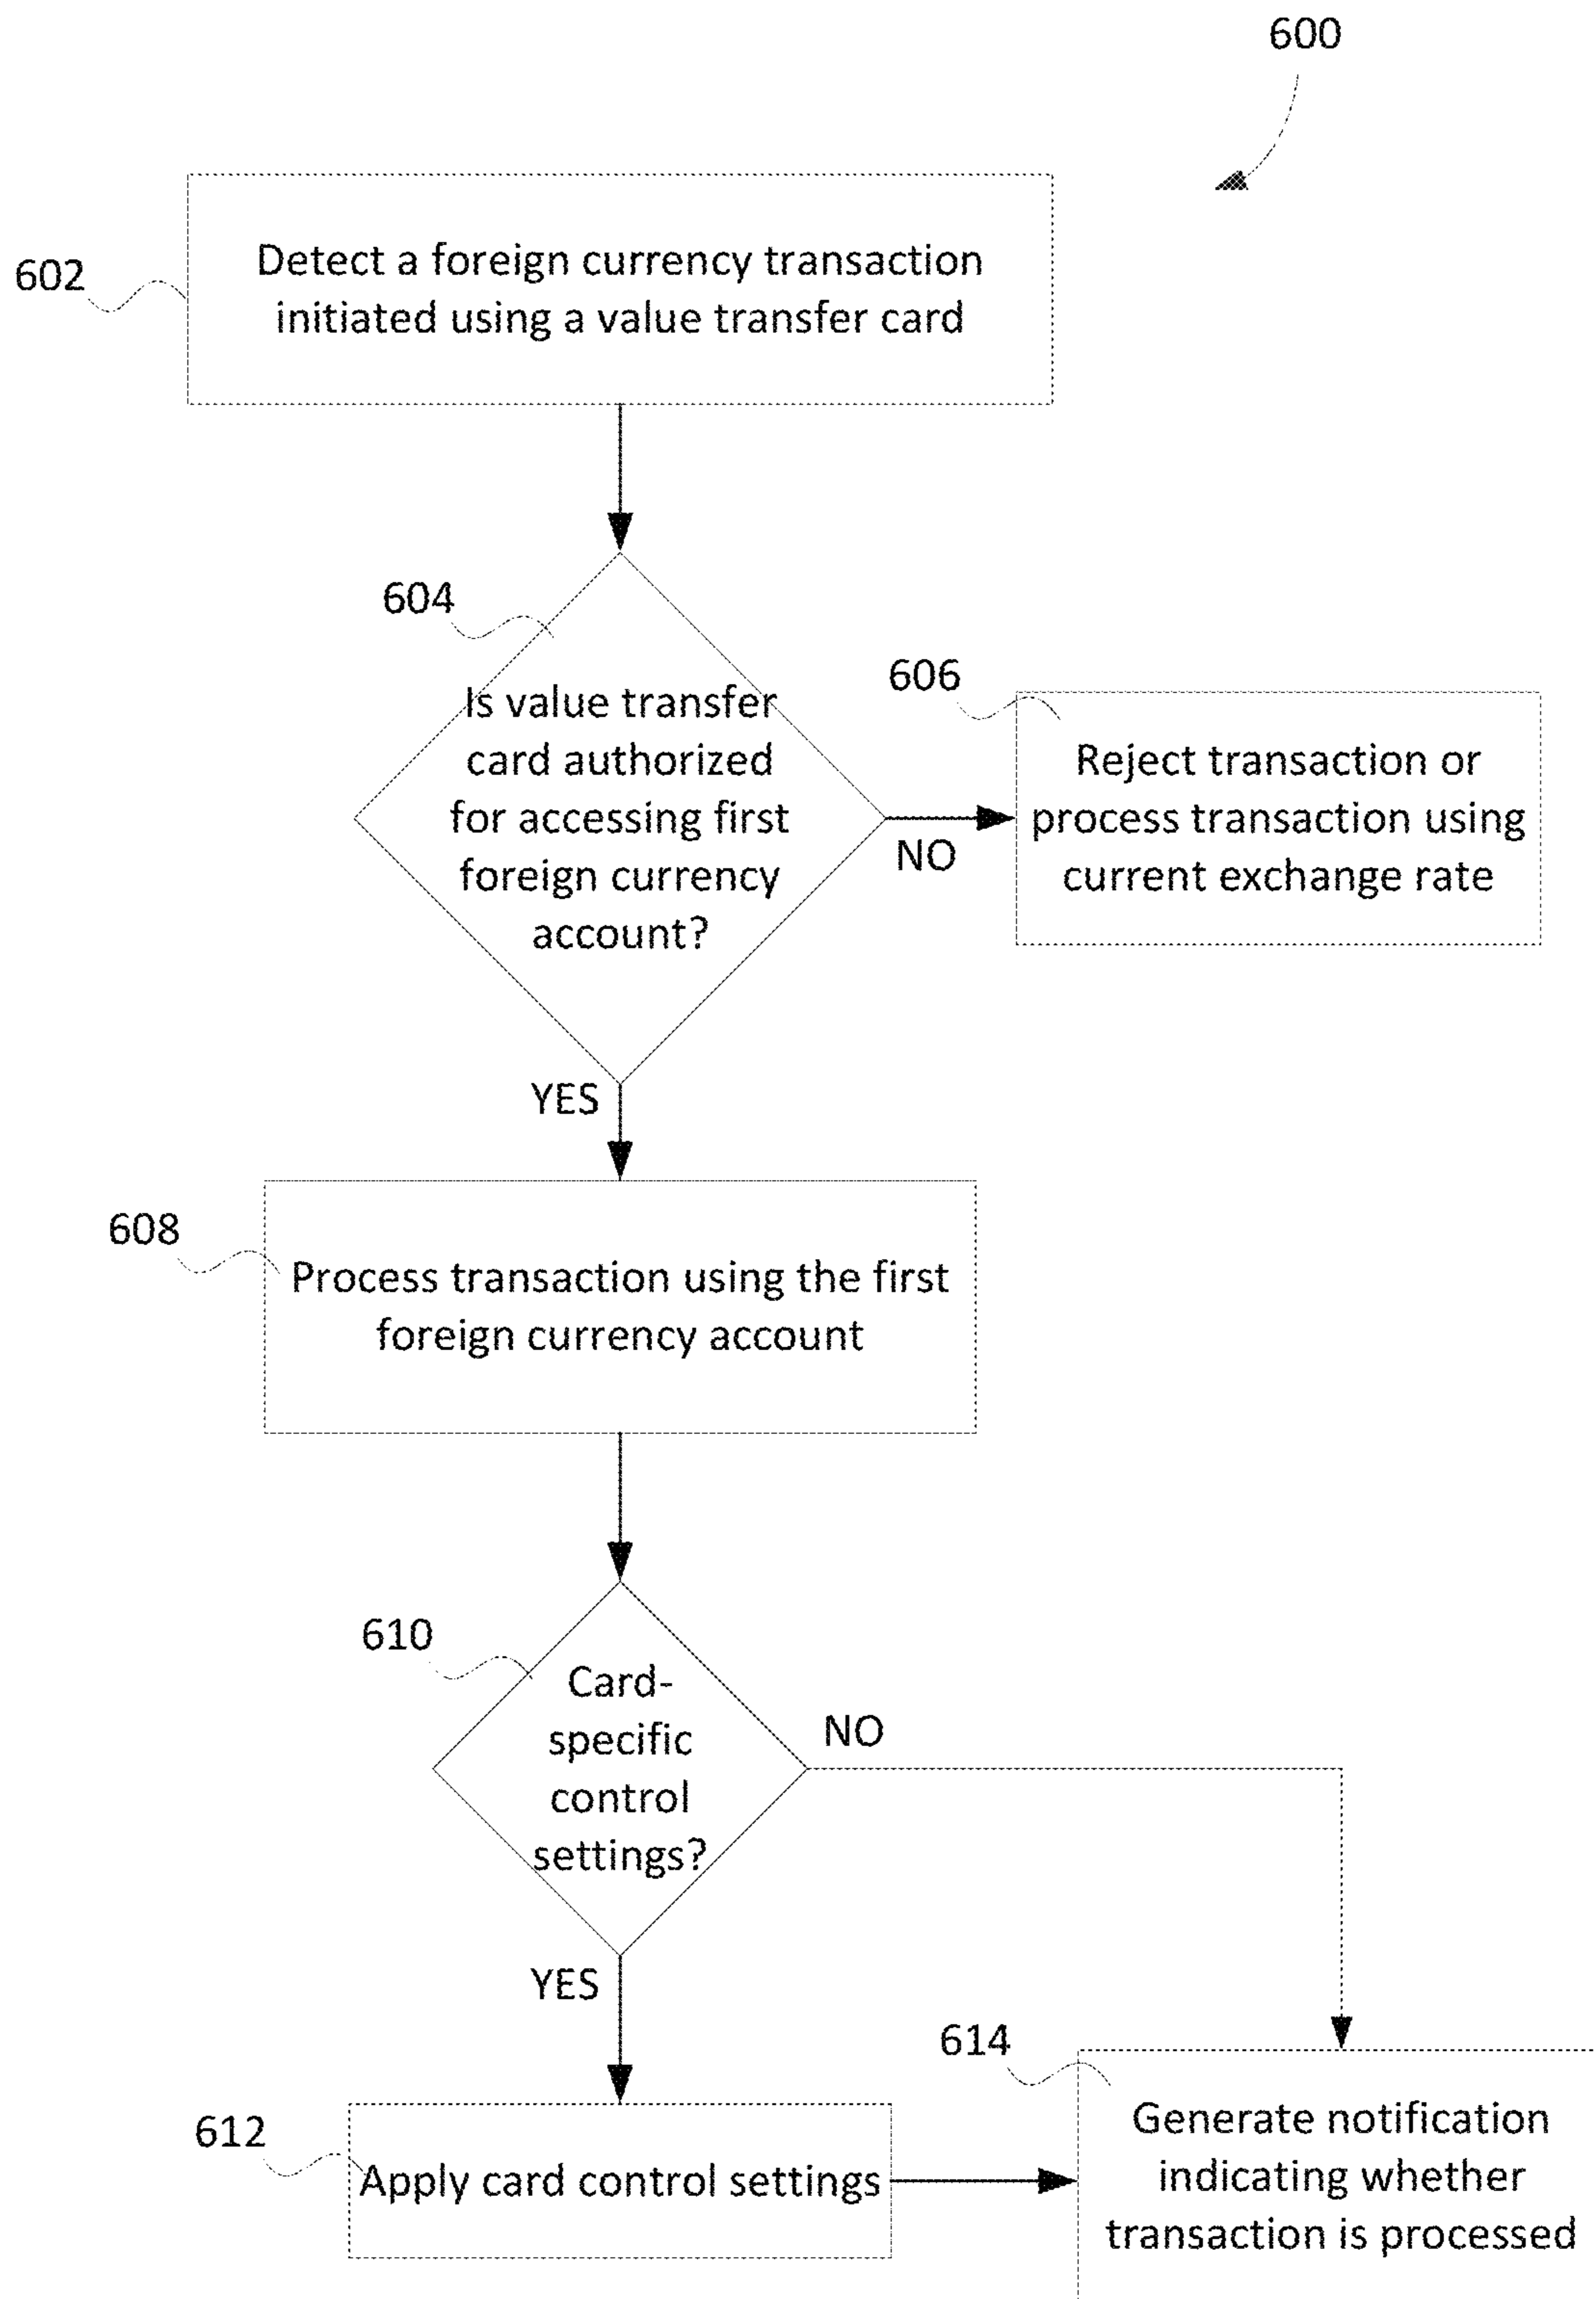 600
602
Detect a foreign currency transaction
initiated using a value transfer card
604
Is value transfer
card authorized
for accessing first
foreign currency
account?
606
Reject transaction or
process transaction using
current exchange rate
NO
YES
608
Process transaction using the first
foreign currency account
610
Card-
specific
control
settings?
NO
YES
612
Apply card control settings
614
Generate notification
indicating whether
transaction is processed